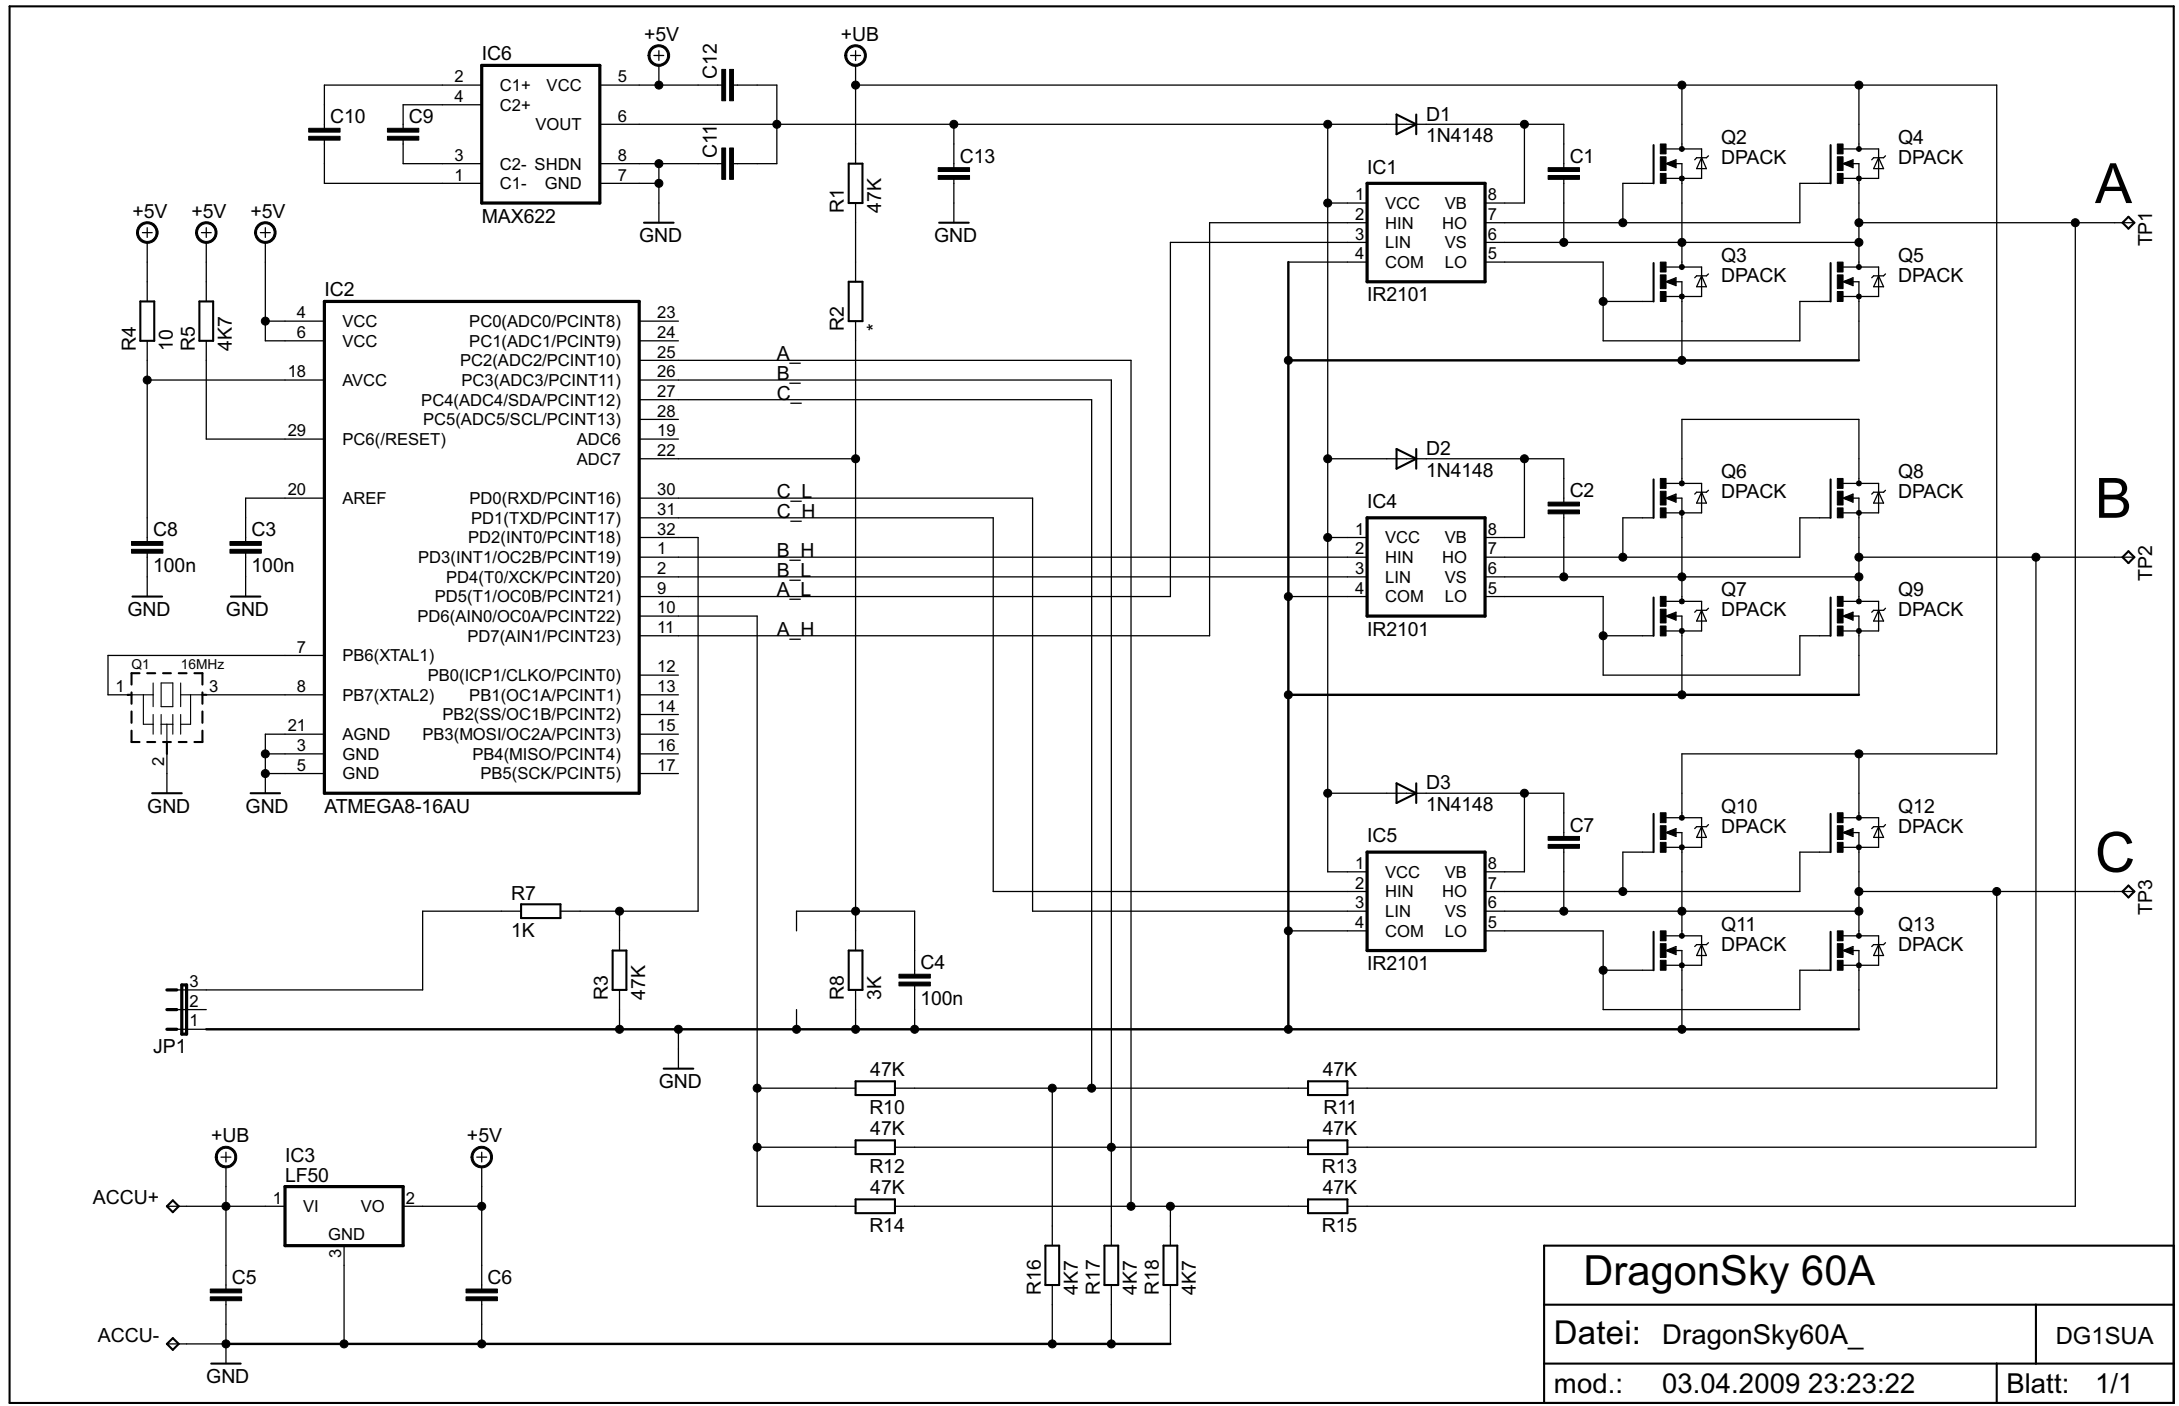 +5V
+UB
IC6
C12
2
C1+
VCC
5
4
C2+
VOUT
6
C10
C9
3
C2-
SHDN
8
1
C1-
GND
7
MAX622
C11
GND
C13
GND
R1
47K
R2
*
D1
1N4148
C1
IC1
1
VCC
VB
8
2
HIN
HO
7
3
LIN
VS
6
4
COM
LO
5
IR2101
Q2
DPACK
Q4
DPACK
Q3
DPACK
Q5
DPACK
A
TP1
+5V
+5V
+5V
R4
10
R5
4K7
IC2
4
VCC
6
VCC
18
AVCC
29
PC6(/RESET)
20
AREF
7
PB6(XTAL1)
8
PB7(XTAL2)
21
AGND
3
GND
5
GND
PC0(ADC0/PCINT8)
23
PC1(ADC1/PCINT9)
24
PC2(ADC2/PCINT10)
25
A_
PC3(ADC3/PCINT11)
26
B_
PC4(ADC4/SDA/PCINT12)
27
C_
PC5(ADC5/SCL/PCINT13)
28
ADC6
19
ADC7
22
PD0(RXD/PCINT16)
30
C_L
PD1(TXD/PCINT17)
31
C_H
PD2(INT0/PCINT18)
32
PD3(INT1/OC2B/PCINT19)
1
B_H
PD4(T0/XCK/PCINT20)
2
B_L
PD5(T1/OC0B/PCINT21)
9
A_L
PD6(AIN0/OC0A/PCINT22)
10
PD7(AIN1/PCINT23)
11
A_H
PB0(ICP1/CLKO/PCINT0)
12
PB1(OC1A/PCINT1)
13
PB2(SS/OC1B/PCINT2)
14
PB3(MOSI/OC2A/PCINT3)
15
PB4(MISO/PCINT4)
16
PB5(SCK/PCINT5)
17
ATMEGA8-16AU
C8
100n
GND
C3
100n
GND
Q1
16MHz
1
3
2
GND
GND
D2
1N4148
C2
IC4
1
VCC
VB
8
2
HIN
HO
7
3
LIN
VS
6
4
COM
LO
5
IR2101
Q6
DPACK
Q8
DPACK
Q7
DPACK
Q9
DPACK
B
TP2
D3
1N4148
C7
IC5
1
VCC
VB
8
2
HIN
HO
7
3
LIN
VS
6
4
COM
LO
5
IR2101
Q10
DPACK
Q12
DPACK
Q11
DPACK
Q13
DPACK
C
TP3
R7
1K
R3
47K
R8
3K
C4
100n
3
2
1
JP1
GND
47K
R10
47K
R11
47K
R12
47K
R13
47K
R14
47K
R15
R16
4K7
R17
4K7
R18
4K7
+UB
+5V
IC3
LF50
ACCU+
1
VI
VO
2
GND
3
C5
C6
ACCU-
GND
DragonSky 60A
Datei: DragonSky60A_
DG1SUA
mod.: 03.04.2009 23:23:22
Blatt: 1/1